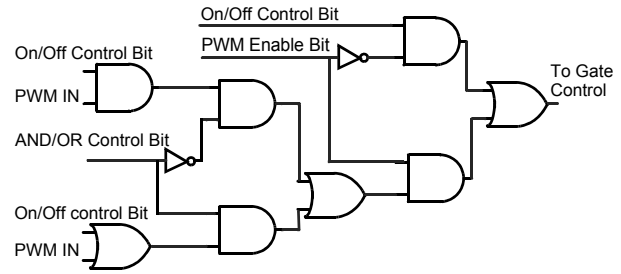 On/Off Control Bit
PWM Enable Bit
On/Off Control Bit
PWM IN
To Gate
Control
AND/OR Control Bit
On/Off control Bit
PWM IN